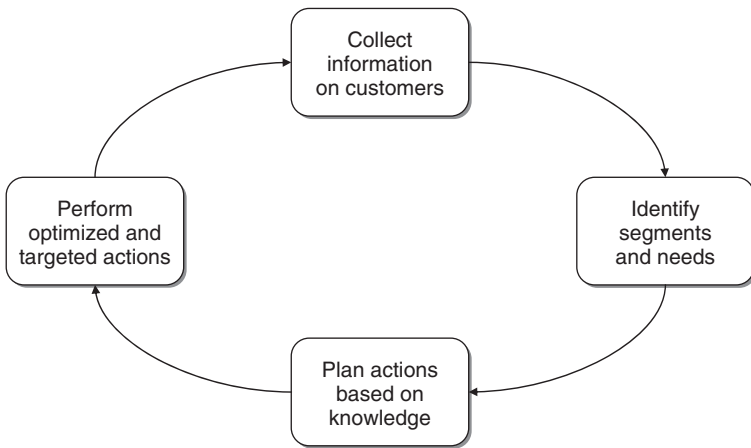 Collect
information
on customers
Identify
segments
and needs
Plan actions
based on
knowledge
Perform
optimized and
targeted actions